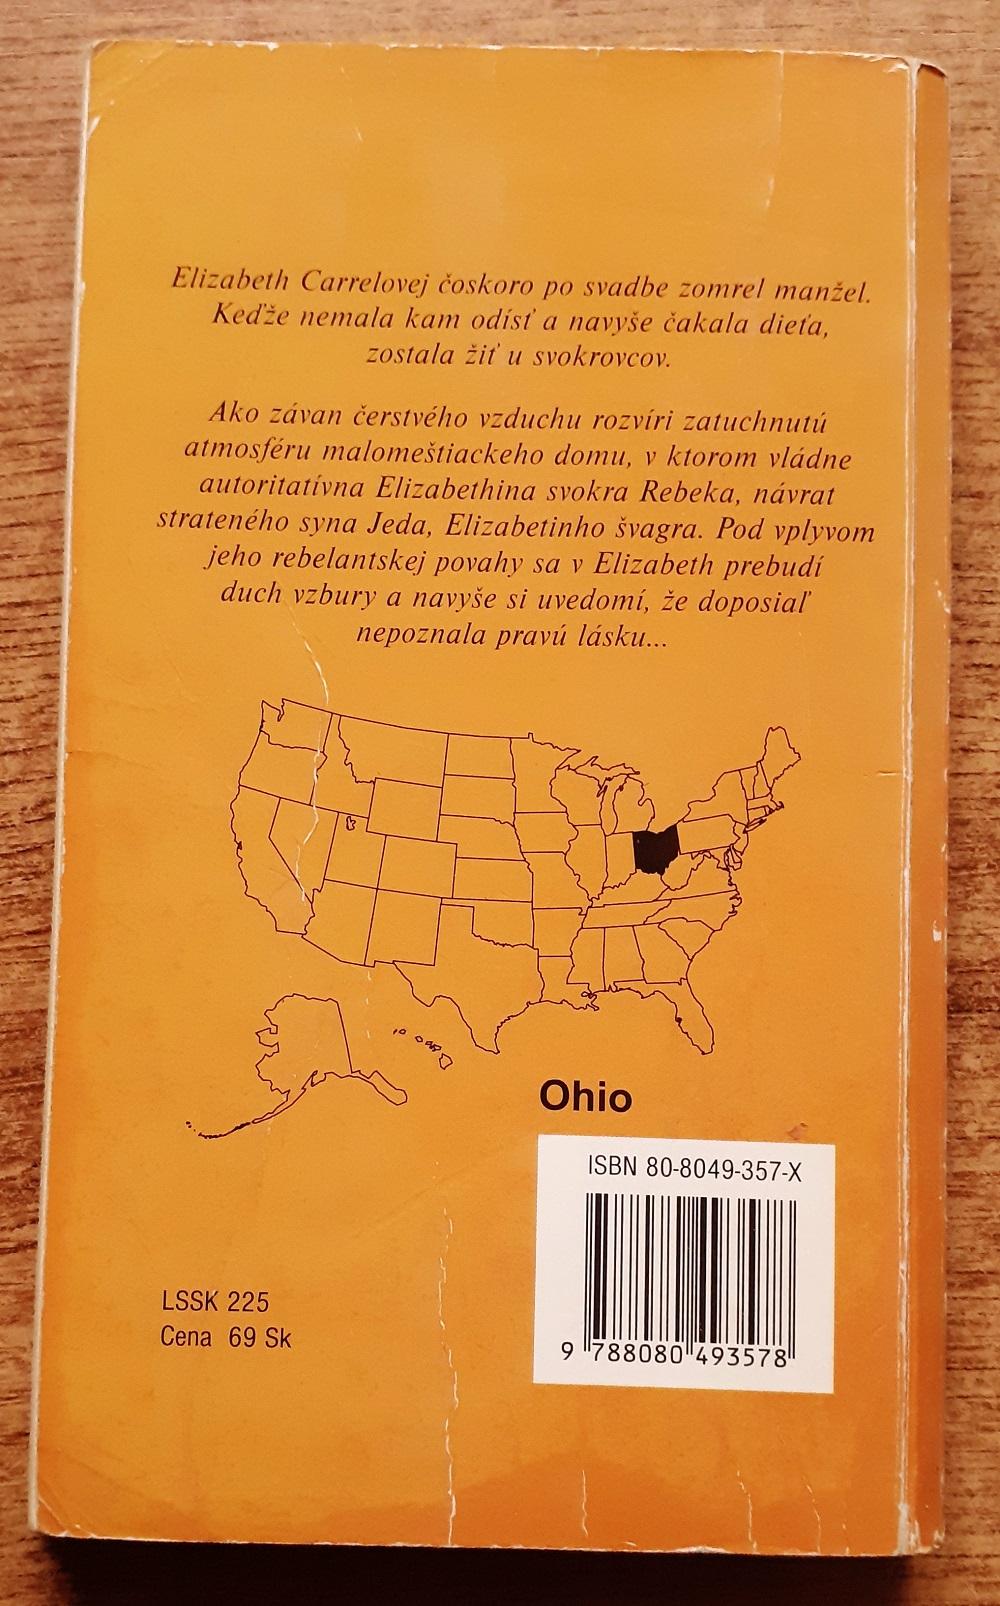 Elizabeth Carrelovej čoskoro po svadbe zomrel manžel.
Keďže nemala kam odísť a navyše čakala dieťa,
zostala žiť u svokrovcov.
Ako závan čerstvého vzduchu rozvíri zatuchnutú
atmosféru malomeštiackeho domu, v ktorom vládne
autoritatívna Elizabethina svokra Rebeka, návrat
strateného syna Jeda, Elizabetinho švagra. Pod vplyvom
jeho rebelantskej povahy sa v Elizabeth prebudí
duch vzbury a navyše si uvedomí, že doposiaľ
nepoznala pravú lásku...
Ohio
ISBN 80-8049-357-X
9 788080 493578
LSSK 225
Cena 69 Sk